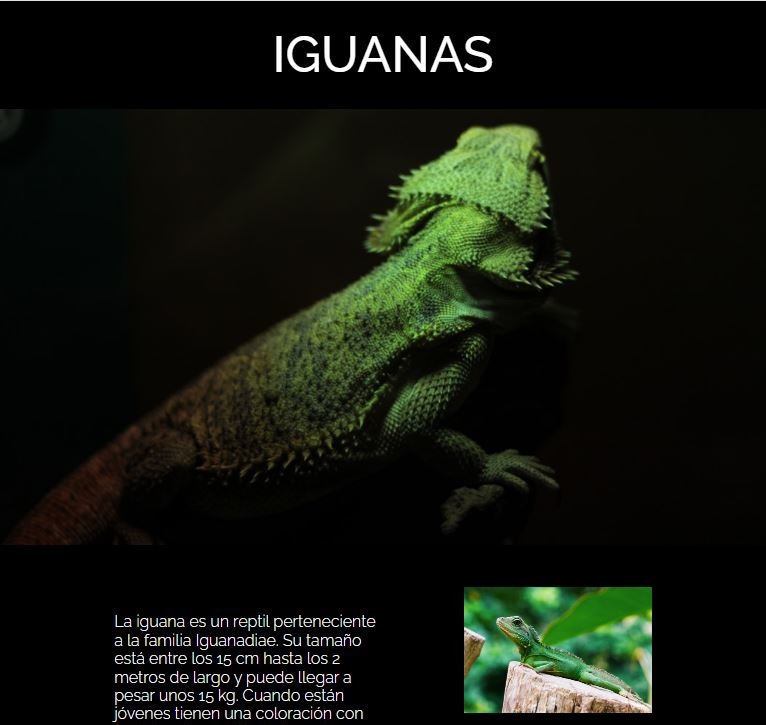 IGUANAS
La iguana es un reptil perteneciente
a la familia Iguanadiae. Su tamaño
está entre los 15 cm hasta los 2
metros de largo y puede llegar a
pesar unos 15 kg. Cuando están
jóvenes tienen una coloración con